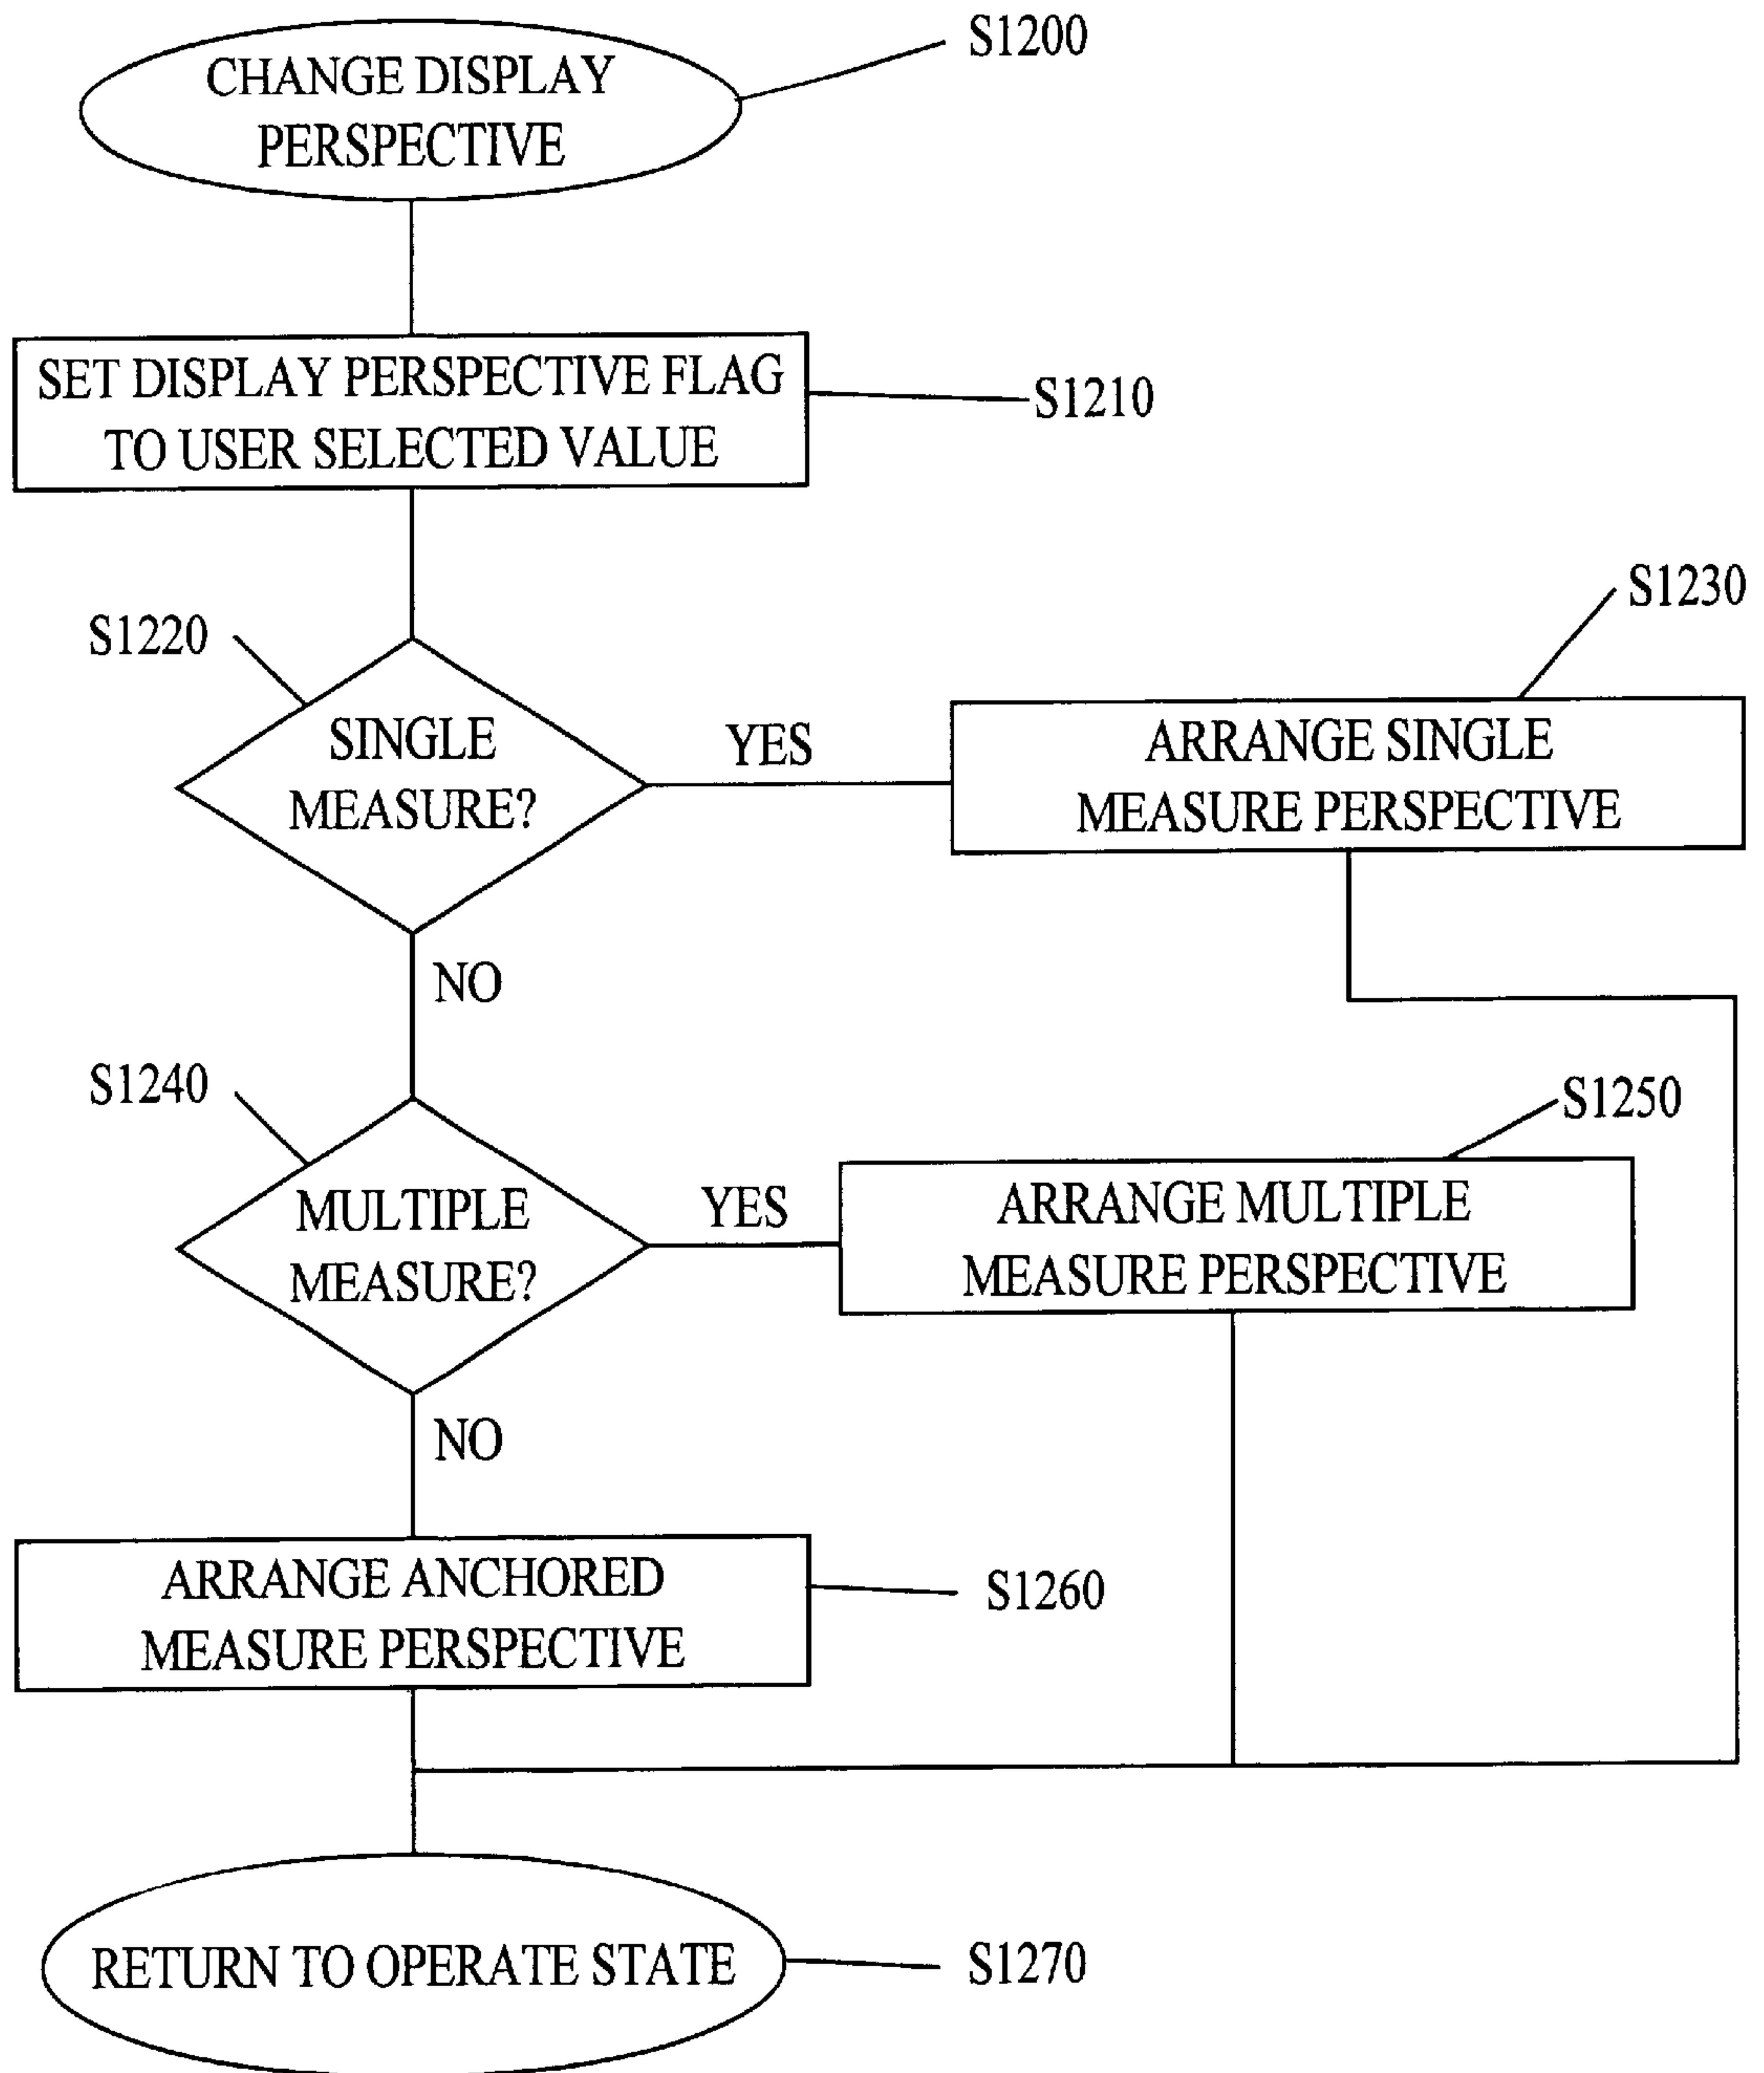 S1200
CHANGE DISPLAY
PERSPECTIVE
SET DISPLAY PERSPECTIVE FLAG
TO USER SELECTED VALUE
S1210
S1220
SINGLE
MEASURE?
YES
S1230
ARRANGE SINGLE
MEASURE PERSPECTIVE
NO
S1240
MULTIPLE
MEASURE?
YES
S1250
ARRANGE MULTIPLE
MEASURE PERSPECTIVE
NO
ARRANGE ANCHORED
MEASURE PERSPECTIVE
S1260
RETURN TO OPERATE STATE
S1270